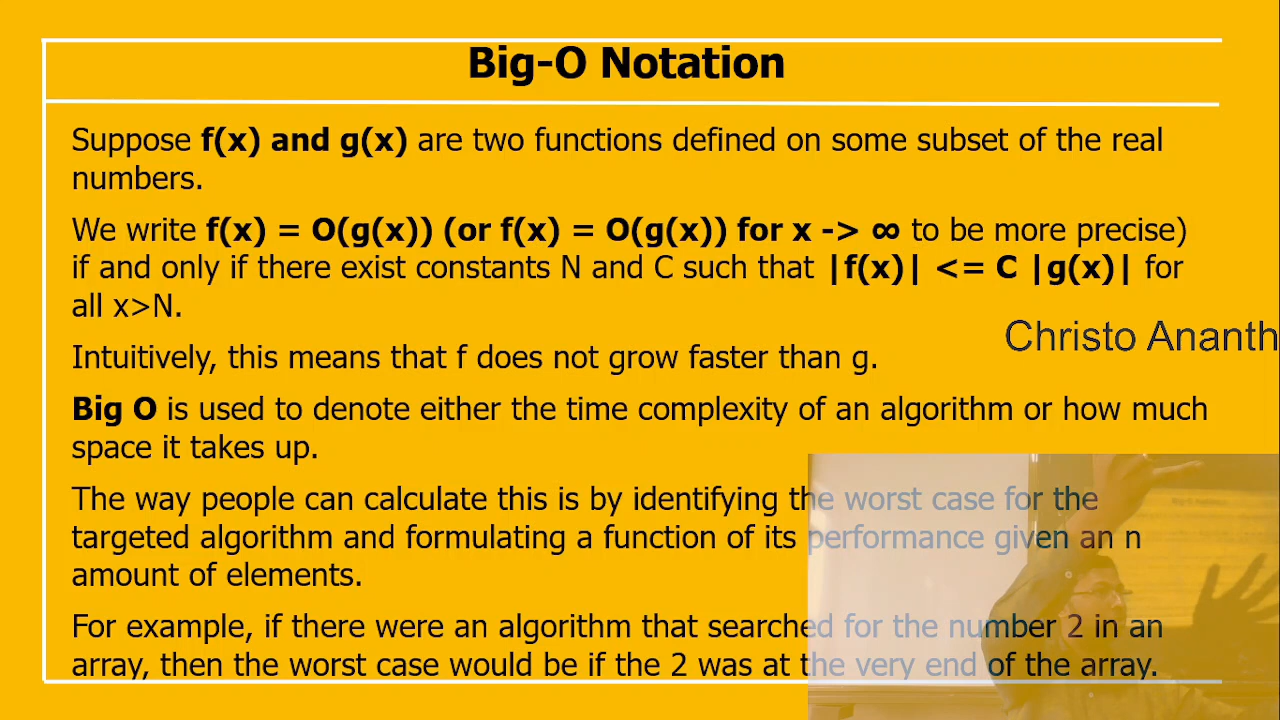 Big-O Notation
Suppose f(x) and g(x) are two functions defined on some subset of the real
numbers.
We write f(x) = O(g(x)) (or f(x) = O(g(x)) for x -> ∞ to be more precise)
if and only if there exist constants N and C such that |f(x)| <= C |g(x)| for
all x>N.
Christo Ananth
Intuitively, this means that f does not grow faster than g.
Big O is used to denote either the time complexity of an algorithm or how much
space it takes up.
The way people can calculate this is by identifying the worst case for the
targeted algorithm and formulating a function of its performance given an n
amount of elements.
For example, if there were an algorithm that searched for the number 2 in an
array, then the worst case would be if the 2 was at the very end of the array.